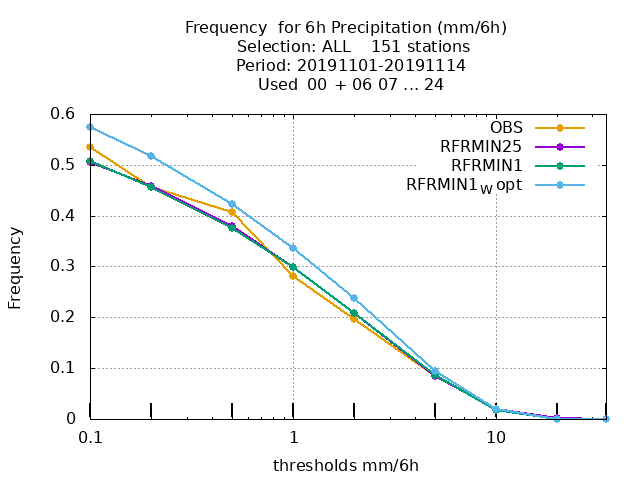 Frequency  for 6h Precipitation (mm/6h)
Selection: ALL    151 stations
Period: 20191101-20191114
Used  00  + 06 07 ... 24
OBS
RFRMIN25
RFRMIN1
RFRMIN1_W opt
Frequency
0.6
0.5
0.4
0.3
0.2
0.1
0
0.1
1
10
thresholds mm/6h